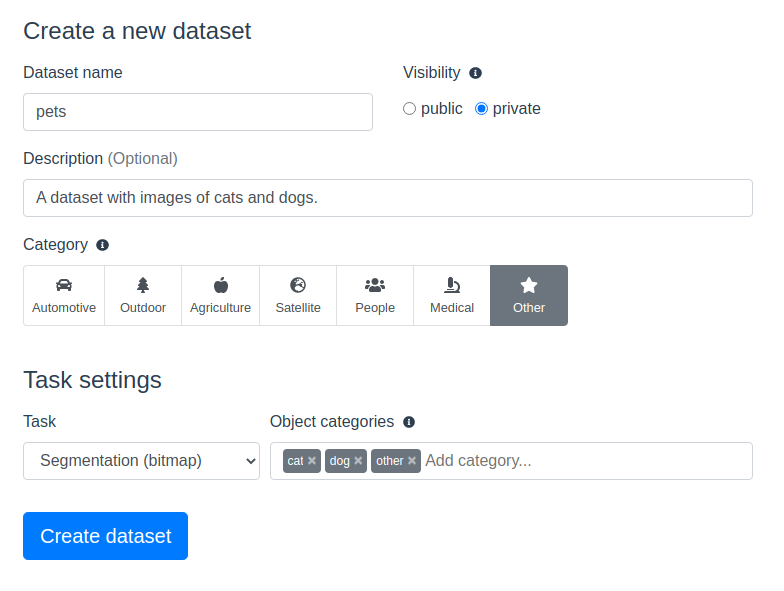 Create a new dataset
Dataset name
Visibility
pets
public private
Description (Optional)
A dataset with images of cats and dogs.
Category
Automotive Outdoor Agriculture Satellite People Medical Other
Task settings
Task
Object categories
Segmentation (bitmap)
cat × dog × other × Add category...
Create dataset